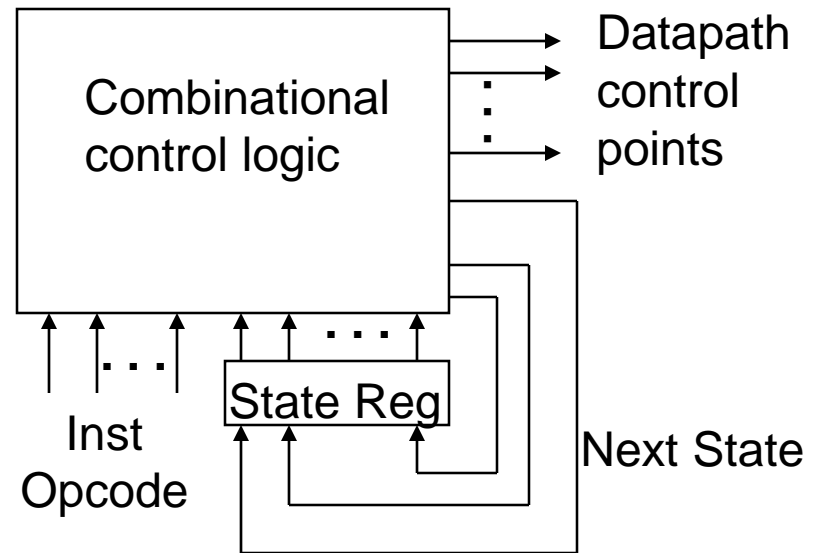 Combinational
control logic
Datapath
control
points
. . .
. . .
. . .
State Reg
Inst
Opcode
Next State